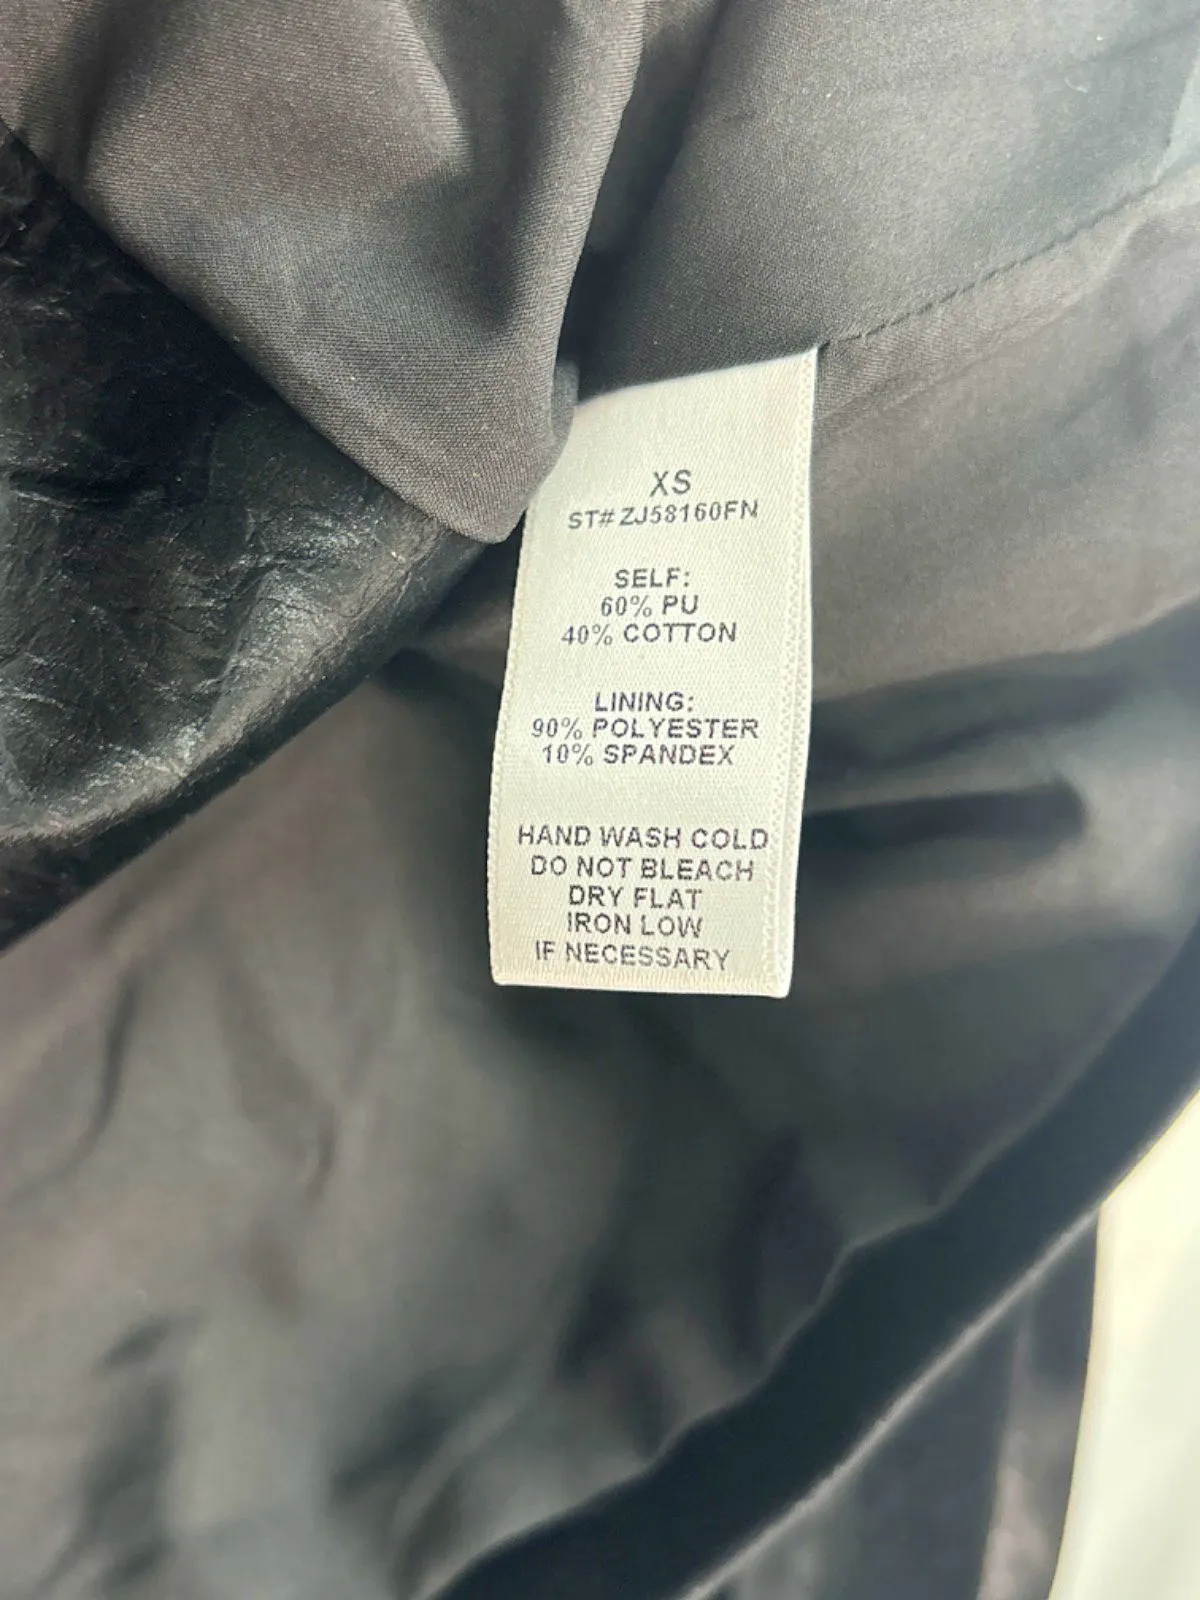 XS
ST# ZJ58160FN
SELF:
60% PU
40% COTTON
LINING:
90% POLYESTER
10% SPANDEX
HAND WASH COLD
DO NOT BLEACH
DRY FLAT
IRON LOW
IF NECESSARY